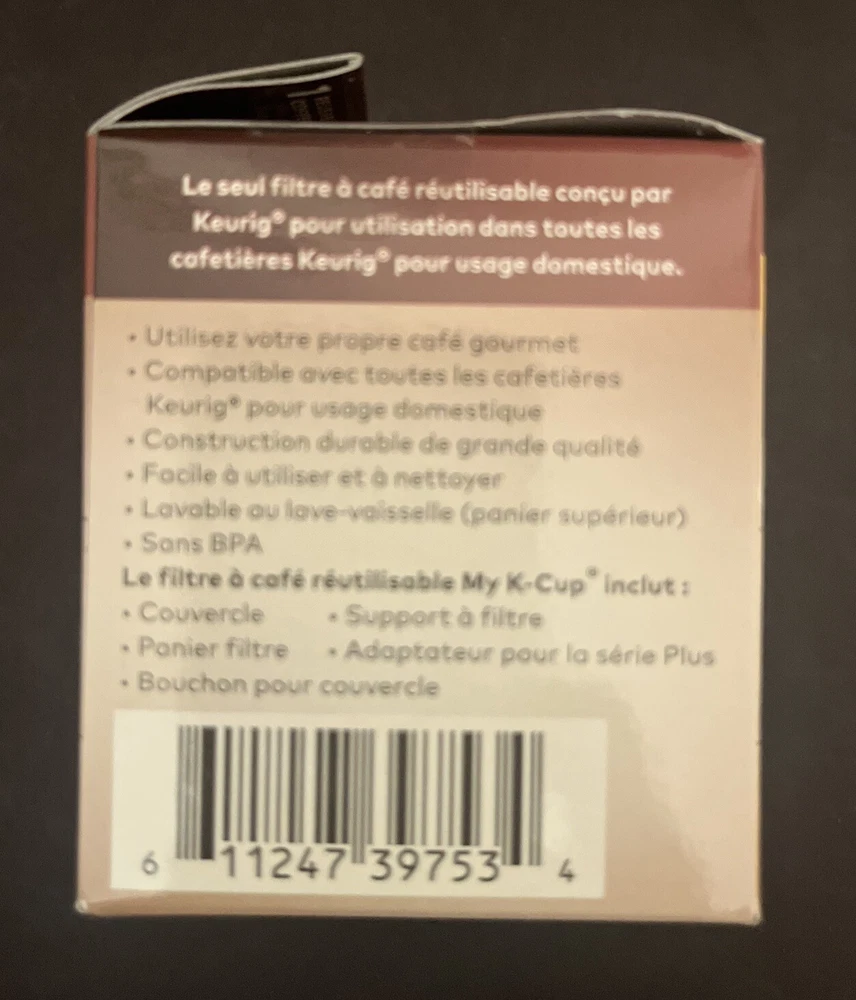 Le seul filtre à café réutilisable conçu par
Keurig® pour utilisation dans toutes les
cafetières Keurig® pour usage domestique.
• Utilisez votre propre café gourmet
• Compatible avec toutes les cafetières
Keurig® pour usage domestique
• Construction durable de grande qualité
• Facile à utiliser et à nettoyer
• Lavable au lave-vaisselle (panier supérieur)
• Sans BPA
Le filtre à café réutilisable My K-Cup® inclut :
• Couvercle • Support à filtre
• Panier filtre • Adaptateur pour la série Plus
• Bouchon pour couvercle
6 11247 39753 4